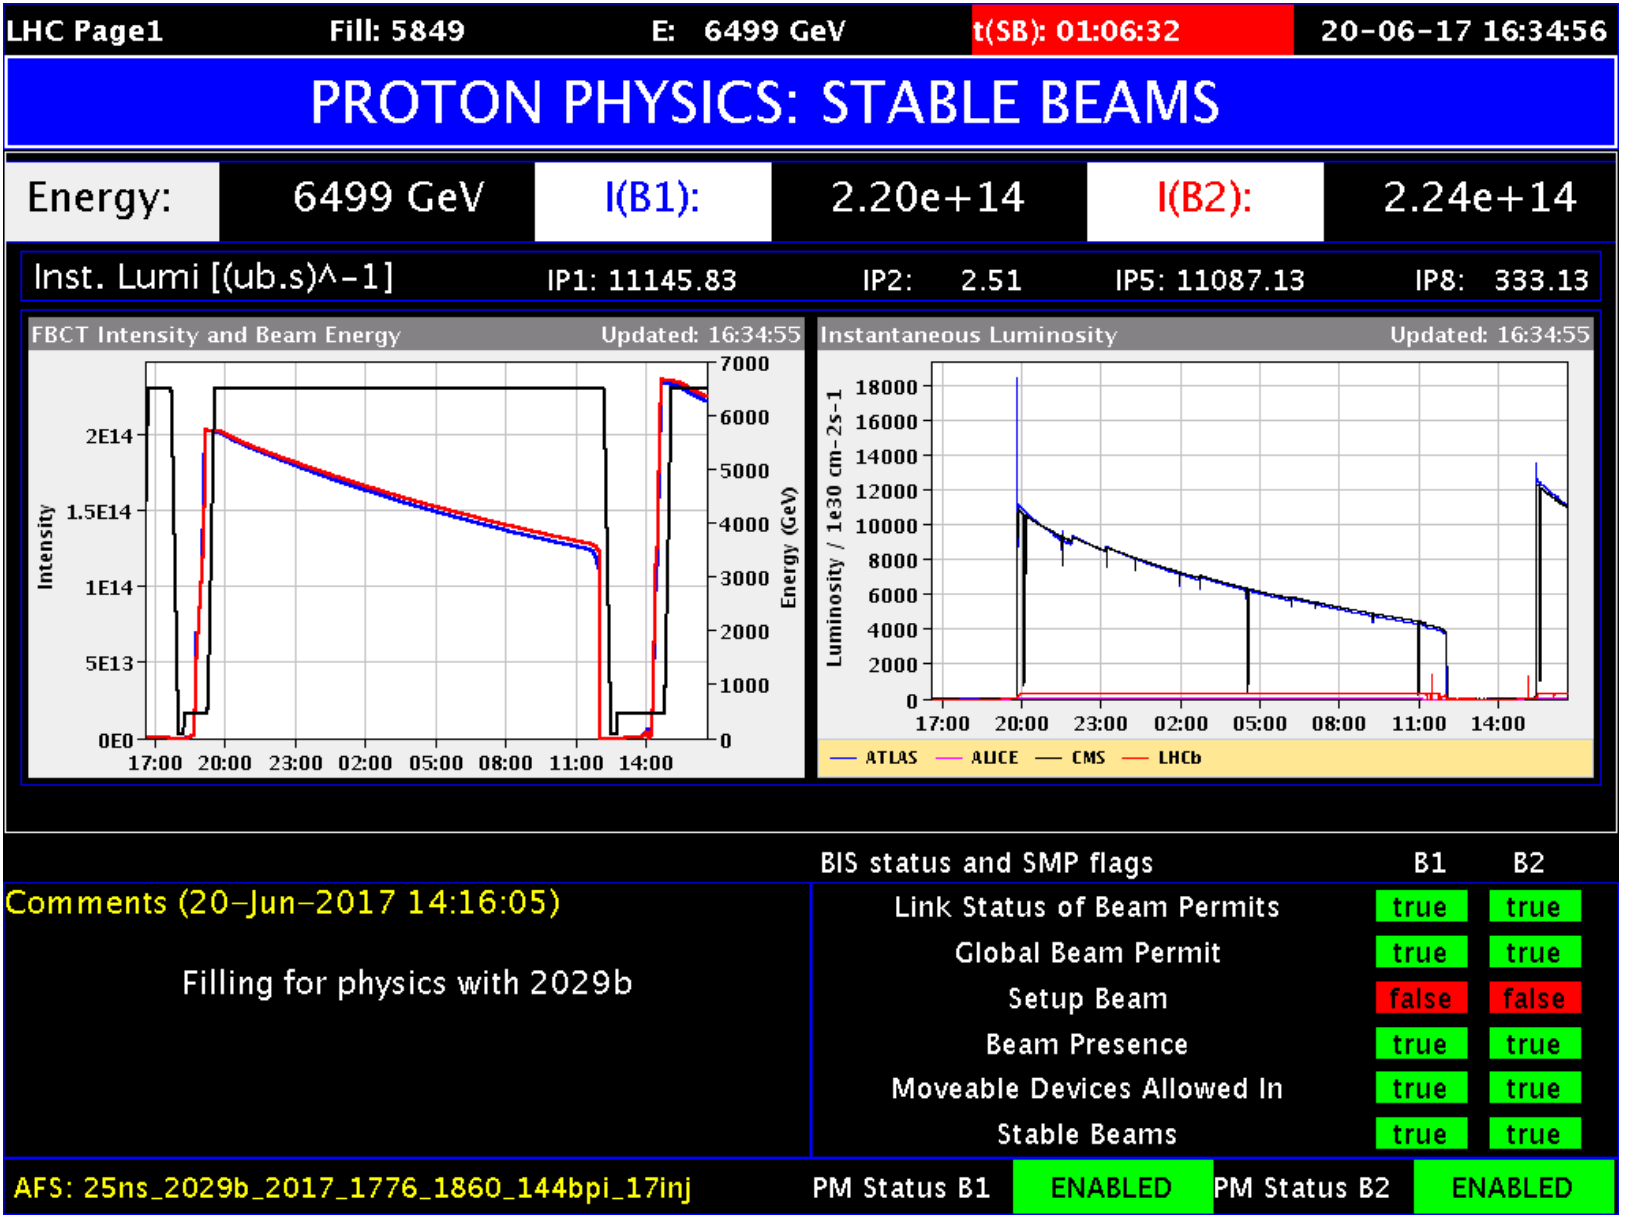 LHC Page1 Fill: 5849 E: 6499 GeV t(SB): 01:06:32 20-06-17 16:34:56
PROTON PHYSICS: STABLE BEAMS
Energy: 6499 GeV I(B1): 2.20e+14 I(B2): 2.24e+14
Inst. Lumi [(ub.s)^-1] IP1: 11145.83 IP2: 2.51 IP5: 11087.13 IP8: 333.13
FBCT Intensity and Beam Energy Updated: 16:34:55
Intensity
2E14
1.5E14
1E14
5E13
0E0
7000
6000
5000
4000
3000
2000
1000
0
Energy (GeV)
17:00 20:00 23:00 02:00 05:00 08:00 11:00 14:00
Instantaneous Luminosity Updated: 16:34:55
Luminosity / 1e30 cm-2s-1
18000
16000
14000
12000
10000
8000
6000
4000
2000
0
17:00 20:00 23:00 02:00 05:00 08:00 11:00 14:00
ATLAS ALICE CMS LHCb
Comments (20-Jun-2017 14:16:05)
Filling for physics with 2029b
BIS status and SMP flags B1 B2
Link Status of Beam Permits true true
Global Beam Permit true true
Setup Beam false false
Beam Presence true true
Moveable Devices Allowed In true true
Stable Beams true true
AFS: 25ns_2029b_2017_1776_1860_144bpi_17inj PM Status B1 ENABLED PM Status B2 ENABLED